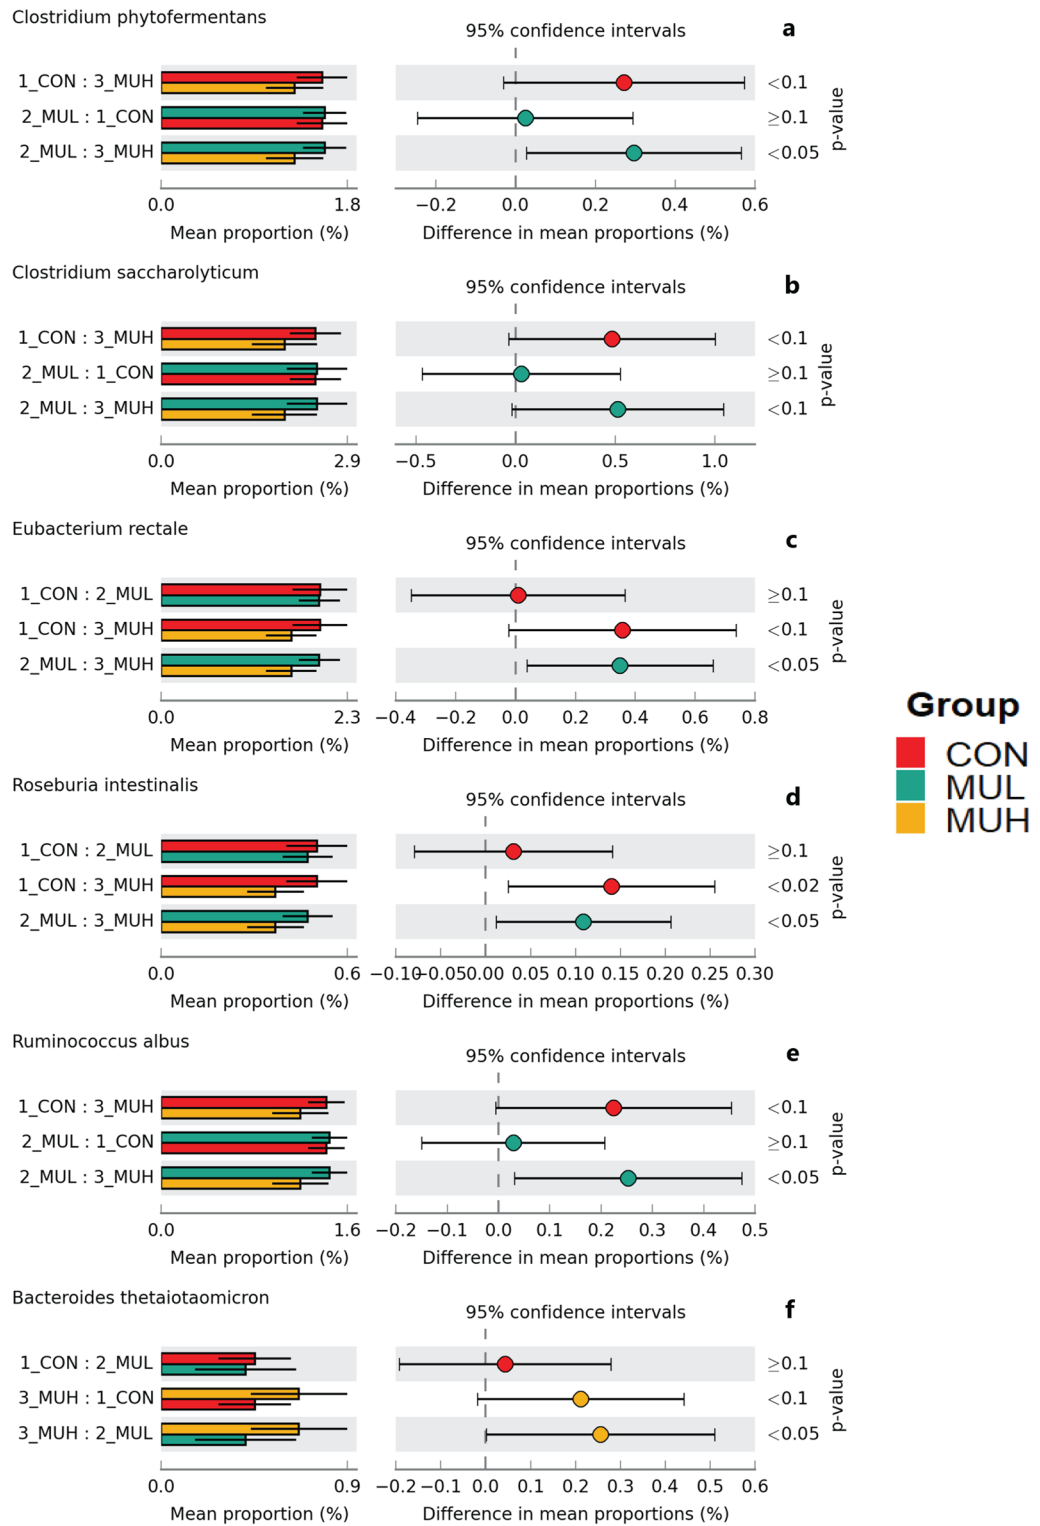 Clostridium phytofermentans
95% confidence intervals
a
1_CON : 3_MUH
<0.1
2_MUL : 1_CON
≥0.1
2_MUL : 3_MUH
<0.05
p-value
0.0 1.8
−0.2 0.0 0.2 0.4 0.6
Mean proportion (%)
Difference in mean proportions (%)
Clostridium saccharolyticum
95% confidence intervals
b
1_CON : 3_MUH
<0.1
2_MUL : 1_CON
≥0.1
2_MUL : 3_MUH
<0.1
p-value
0.0 2.9
−0.5 0.0 0.5 1.0
Mean proportion (%)
Difference in mean proportions (%)
Eubacterium rectale
95% confidence intervals
c
1_CON : 2_MUL
≥0.1
1_CON : 3_MUH
<0.1
2_MUL : 3_MUH
<0.05
p-value
0.0 2.3
−0.4 −0.2 0.0 0.2 0.4 0.6 0.8
Mean proportion (%)
Difference in mean proportions (%)
Group
CON
MUL
MUH
Roseburia intestinalis
95% confidence intervals
d
1_CON : 2_MUL
≥0.1
1_CON : 3_MUH
<0.02
2_MUL : 3_MUH
<0.05
p-value
0.0 0.6
−0.10 −0.05 0.00 0.05 0.10 0.15 0.20 0.25 0.30
Mean proportion (%)
Difference in mean proportions (%)
Ruminococcus albus
95% confidence intervals
e
1_CON : 3_MUH
<0.1
2_MUL : 1_CON
≥0.1
2_MUL : 3_MUH
<0.05
p-value
0.0 1.6
−0.2 −0.1 0.0 0.1 0.2 0.3 0.4 0.5
Mean proportion (%)
Difference in mean proportions (%)
Bacteroides thetaiotaomicron
95% confidence intervals
f
1_CON : 2_MUL
≥0.1
3_MUH : 1_CON
<0.1
3_MUH : 2_MUL
<0.05
p-value
0.0 0.9
−0.2 −0.1 0.0 0.1 0.2 0.3 0.4 0.5 0.6
Mean proportion (%)
Difference in mean proportions (%)